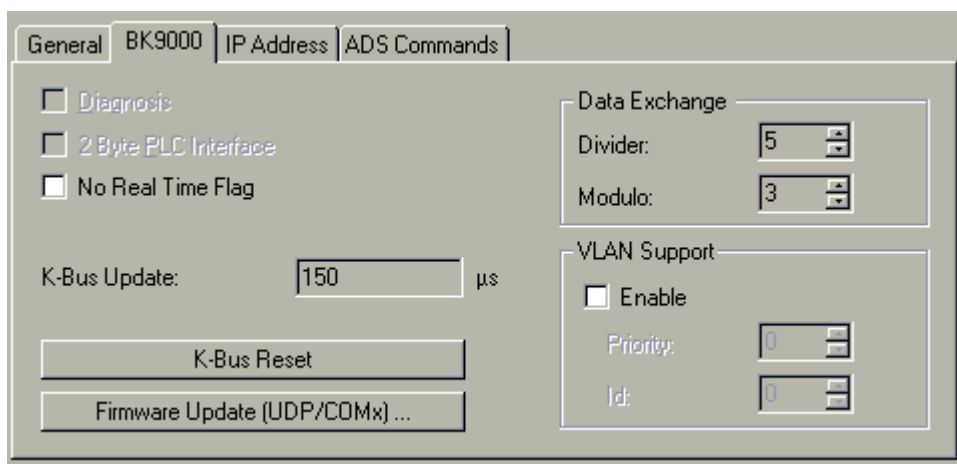 General BK9000 IP Address ADS Commands
Diagnosis
2 Byte PLC Interface
No Real Time Flag
K-Bus Update: 150 µs
K-Bus Reset
Firmware Update (UDP/COMx) ...
Data Exchange
Divider: 5
Modulo: 3
VLAN Support
Enable
Priority: 0
Id: 0